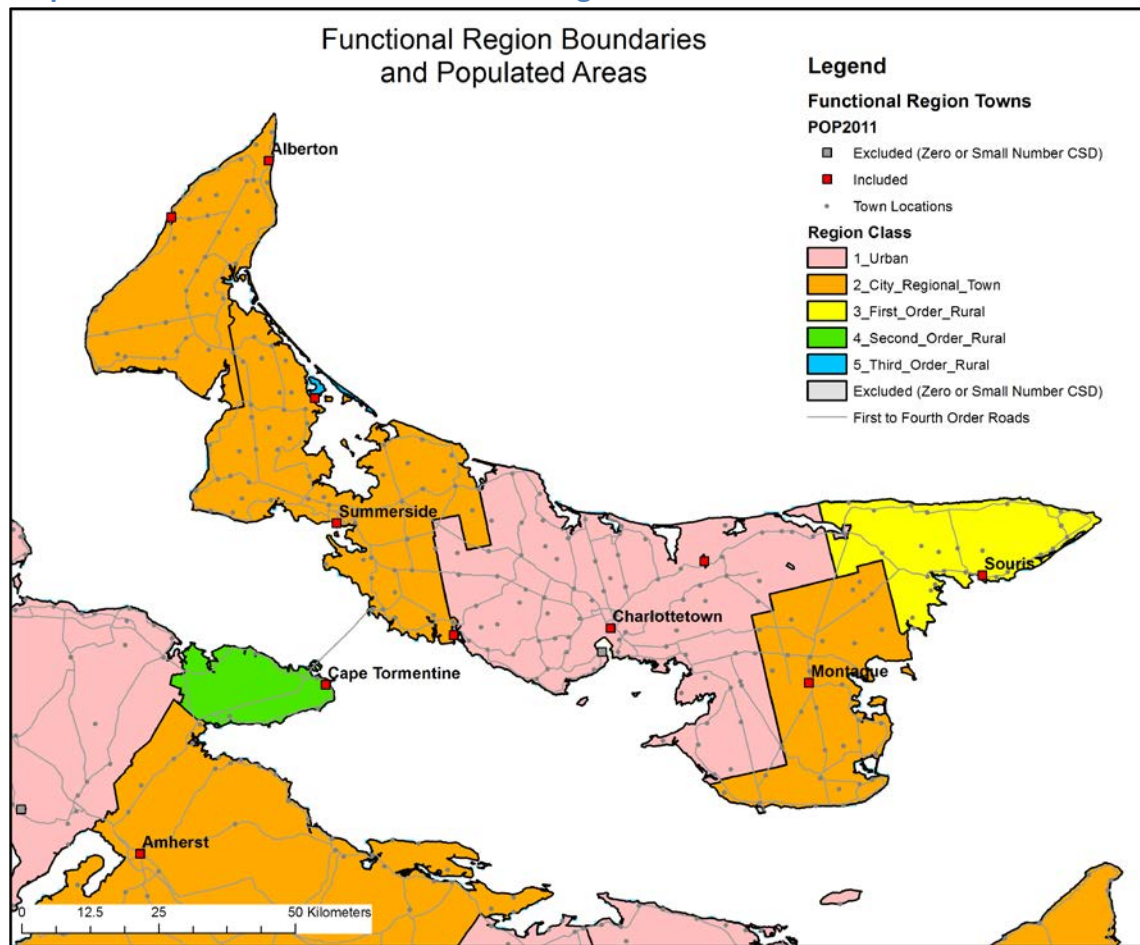 Functional Region Boundaries
and Populated Areas
Legend
Functional Region Towns
POP2011
Excluded (Zero or Small Number CSD)
Included
Town Locations
Region Class
1_Urban
2_City_Regional_Town
3_First_Order_Rural
4_Second_Order_Rural
5_Third_Order_Rural
Excluded (Zero or Small Number CSD)
First to Fourth Order Roads
Alberton
Summerside
Souris
Charlottetown
Cape Tormentine
Montague
Amherst
0 12.5 25 50 Kilometers